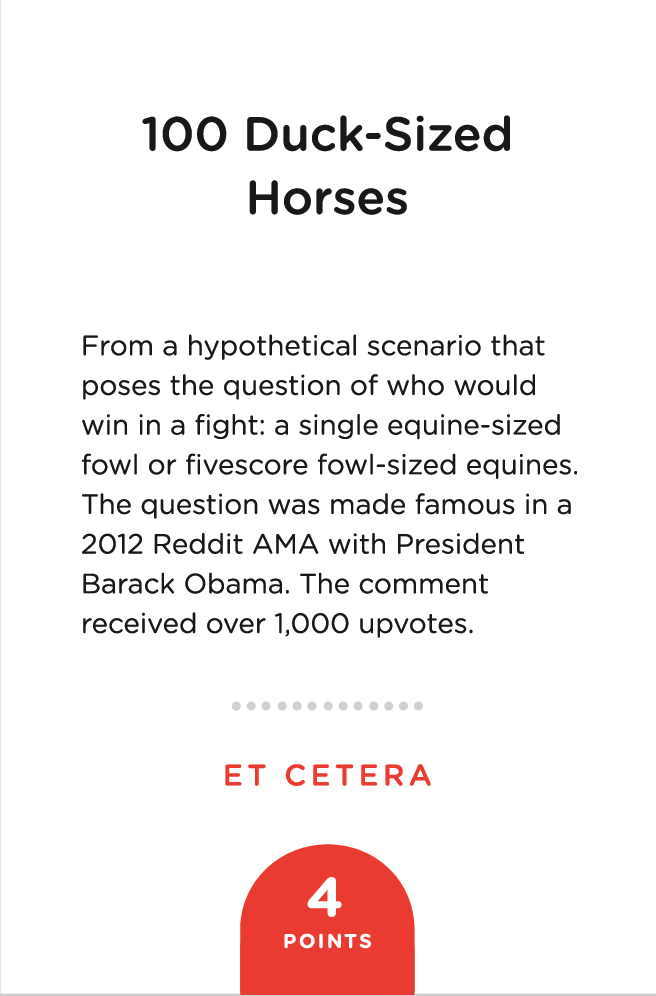 100 Duck-Sized
Horses
From a hypothetical scenario that
poses the question of who would
win in a fight: a single equine-sized
fowl or fivescore fowl-sized equines.
The question was made famous in a
2012 Reddit AMA with President
Barack Obama. The comment
received over 1,000 upvotes.
ET CETERA
4
POINTS